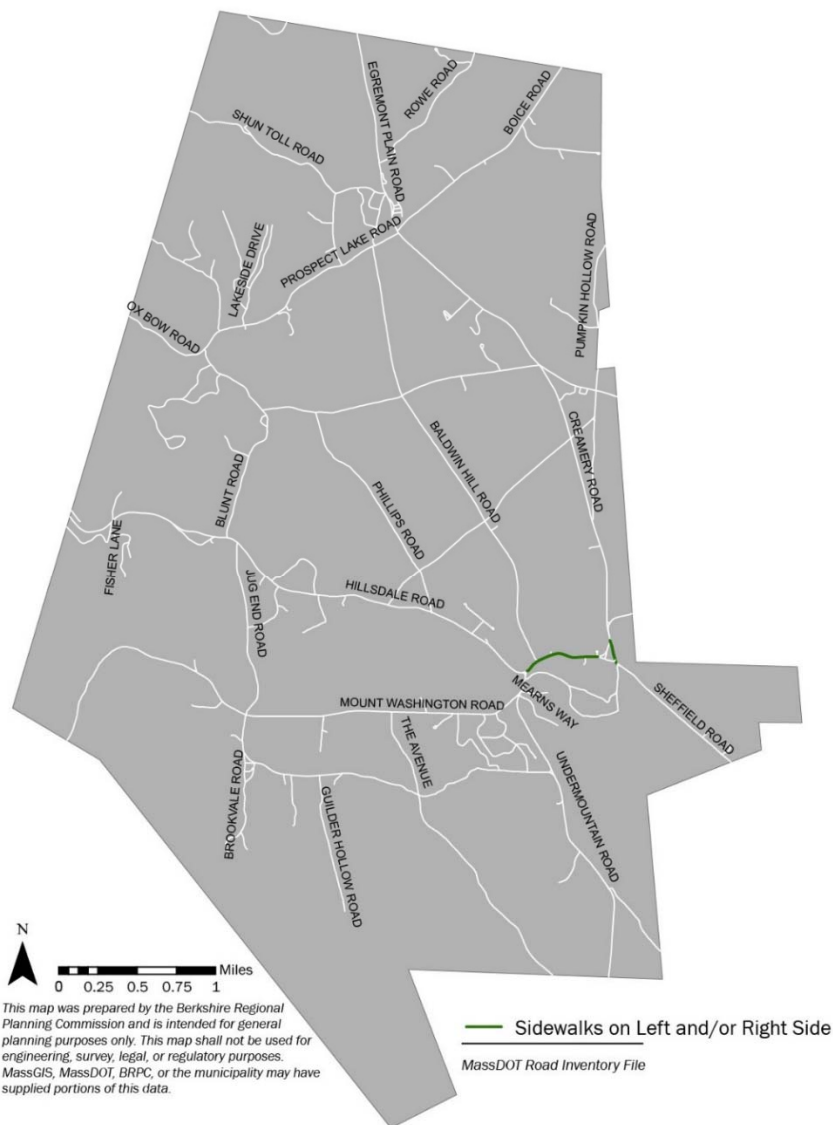 EGREMONT PLAIN ROAD
ROWE ROAD
BOICE ROAD
SHUN TOLL ROAD
PROSPECT LAKE ROAD
LAKESIDE DRIVE
PUMPKIN HOLLOW ROAD
OX BOW ROAD
CREAMERY ROAD
BALDWIN HILL ROAD
BLUNT ROAD
PHILLIPS ROAD
FISHER LANE
JUG END ROAD
HILLSDALE ROAD
MEARNS WAY
SHEFFIELD ROAD
MOUNT WASHINGTON ROAD
THE AVENUE
UNDERMOUNTAIN ROAD
BROOKVALE ROAD
GUILDER HOLLOW ROAD
N
Miles
0 0.25 0.5 0.75 1
This map was prepared by the Berkshire Regional
Planning Commission and is intended for general
planning purposes only. This map shall not be used for
engineering, survey, legal, or regulatory purposes.
MassGIS, MassDOT, BRPC, or the municipality may have
supplied portions of this data.
Sidewalks on Left and/or Right Side
MassDOT Road Inventory File